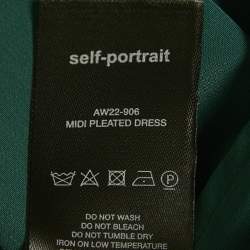 self-portrait
AW22-906
MIDI PLEATED DRESS
P
DO NOT WASH
DO NOT BLEACH
DO NOT TUMBLE DRY
IRON ON LOW TEMPERATURE